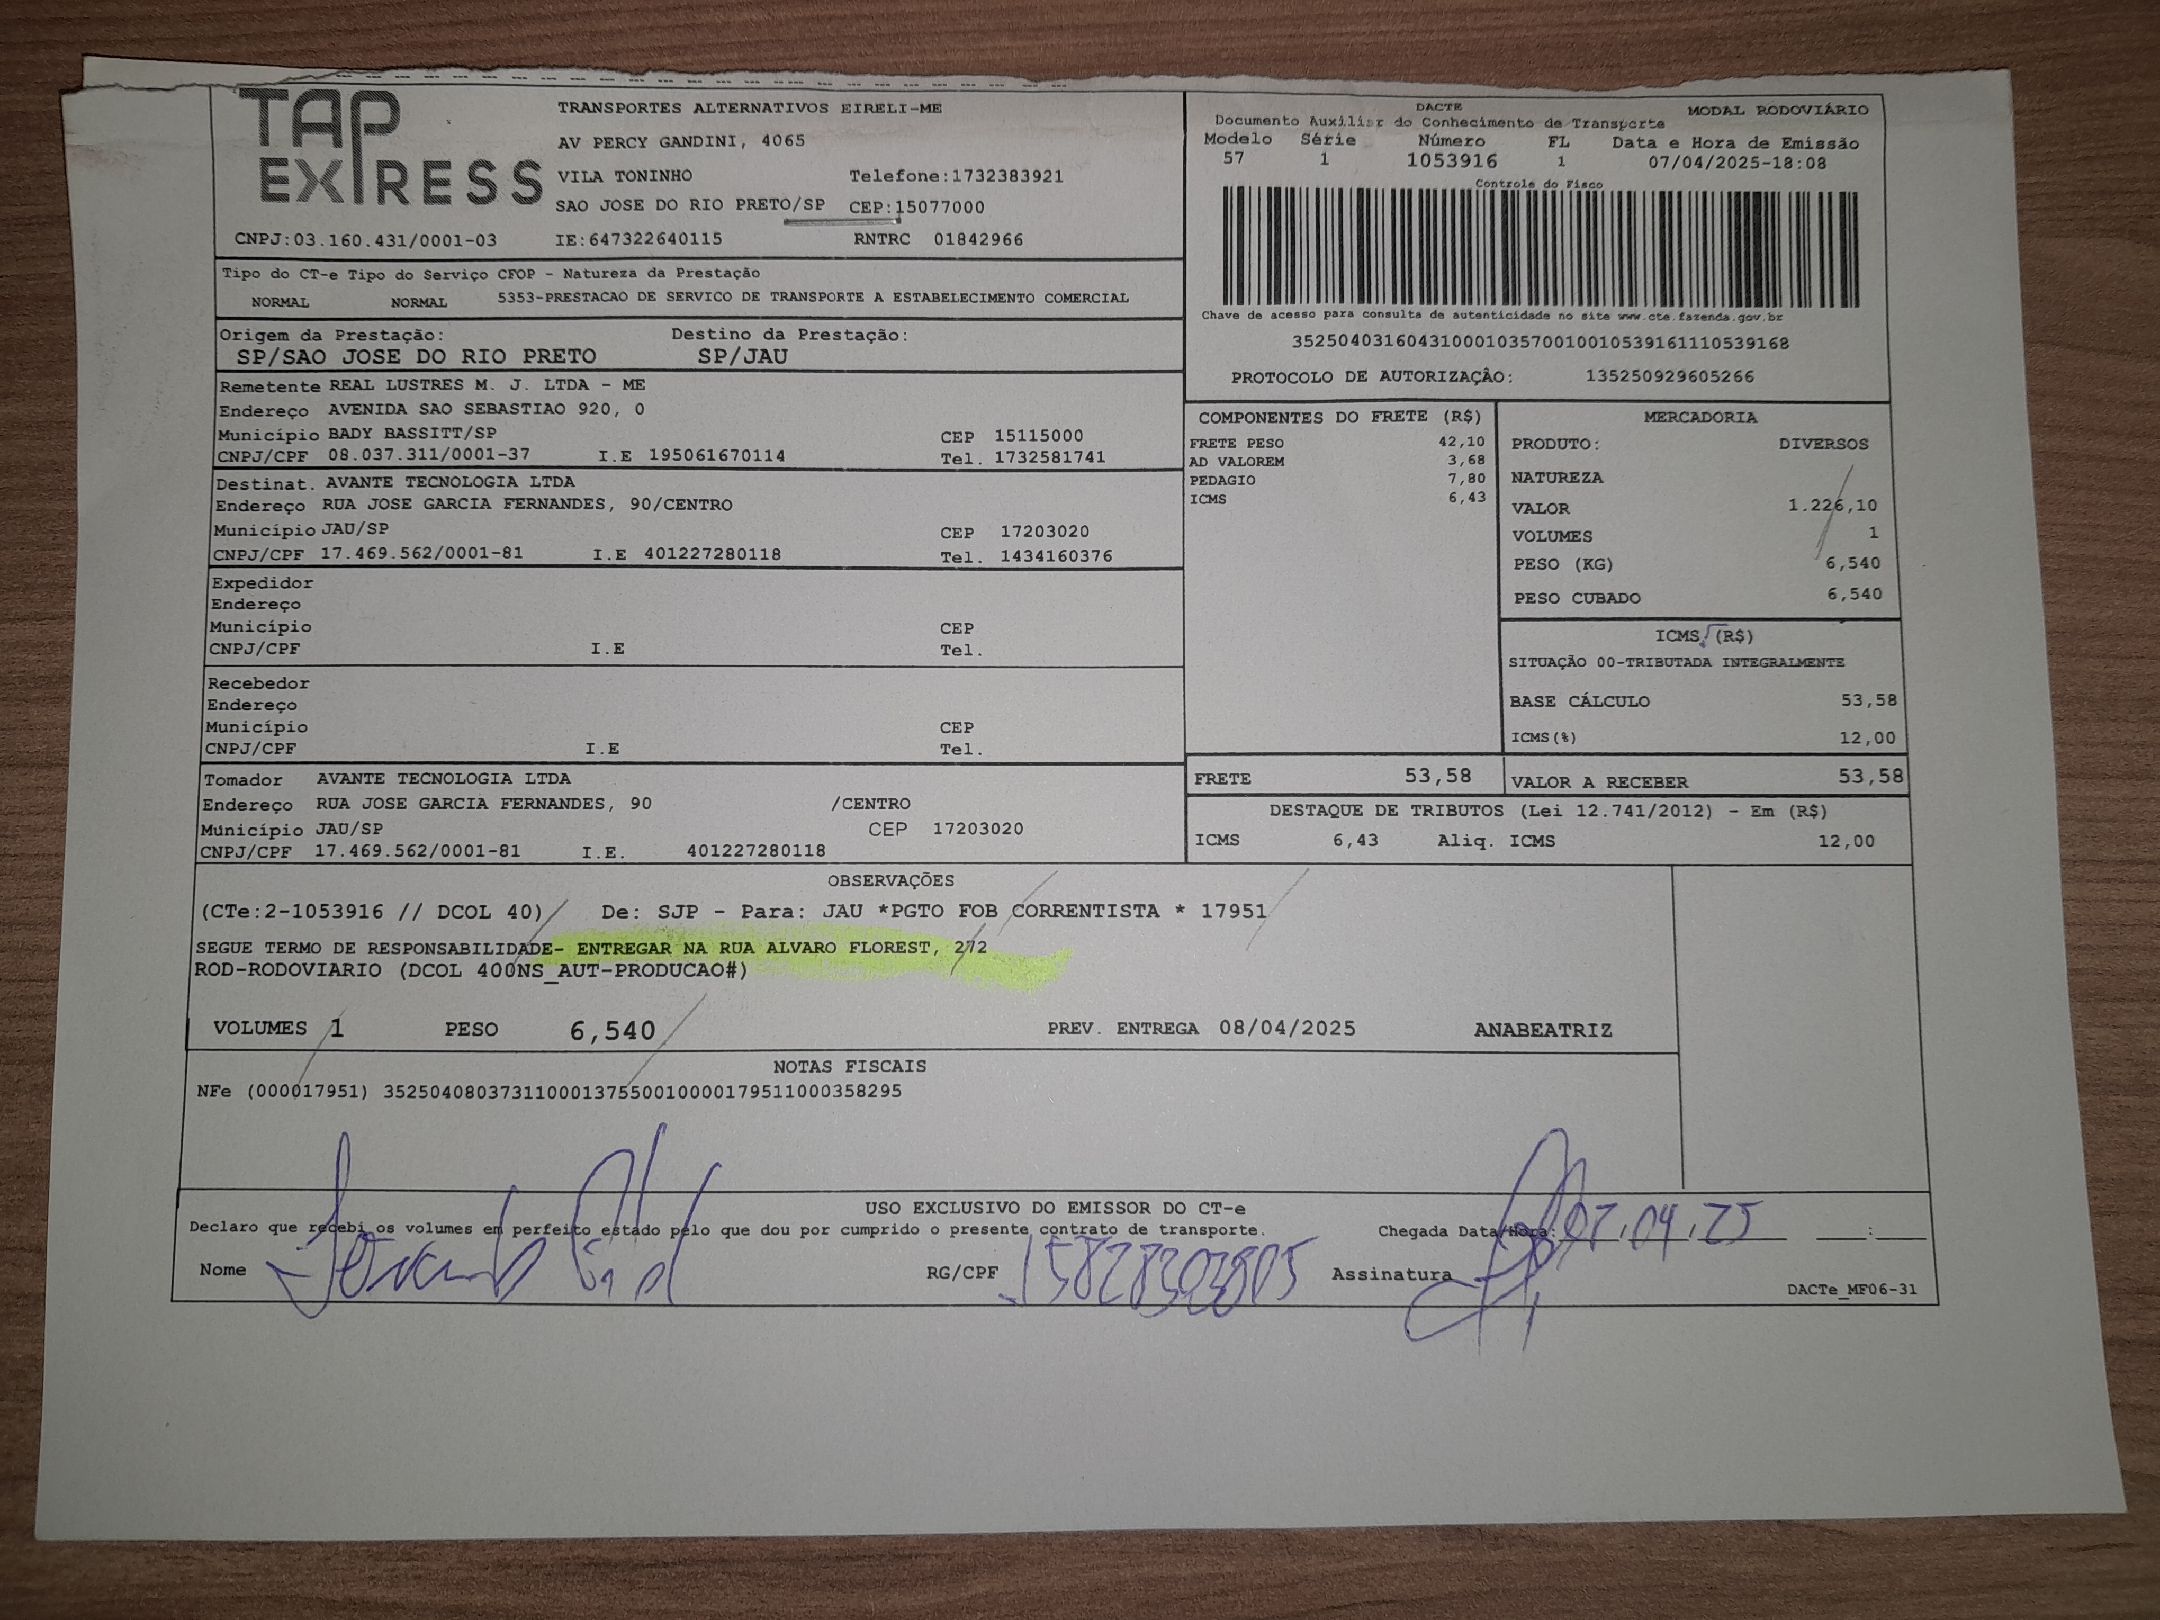 TAP EXPRESS
TRANSPORTES ALTERNATIVOS EIRELI-ME
AV PERCY GANDINI, 4065
VILA TONINHO Telefone:1732383921
SAO JOSE DO RIO PRETO/SP CEP:15077000
CNPJ:03.160.431/0001-03 IE:647322640115 RNTRC 01842966
DACTE MODAL RODOVIÁRIO
Documento Auxiliar do Conhecimento de Transporte
Modelo Série Número FL Data e Hora de Emissão
57 1 1053916 1 07/04/2025-18:08
Controle do Fisco
Chave de acesso para consulta de autenticidade no site www.cte.fazenda.gov.br
35250403160431000103570010010539161110539168
PROTOCOLO DE AUTORIZAÇÂO: 135250929605266
Tipo do CT-e Tipo do Serviço CFOP - Natureza da Prestação
NORMAL NORMAL 5353-PRESTACAO DE SERVICO DE TRANSPORTE A ESTABELECIMENTO COMERCIAL
Origem da Prestação: Destino da Prestação:
SP/SAO JOSE DO RIO PRETO SP/JAU
Remetente REAL LUSTRES M. J. LTDA - ME
Endereço AVENIDA SAO SEBASTIAO 920, 0
Município BADY BASSITT/SP CEP 15115000
CNPJ/CPF 08.037.311/0001-37 I.E 195061670114 Tel. 1732581741
Destinat. AVANTE TECNOLOGIA LTDA
Endereço RUA JOSE GARCIA FERNANDES, 90/CENTRO
Município JAU/SP CEP 17203020
CNPJ/CPF 17.469.562/0001-81 I.E 401227280118 Tel. 1434160376
Expedidor
Endereço
Município CEP
CNPJ/CPF I.E Tel.
Recebedor
Endereço
Município CEP
CNPJ/CPF I.E Tel.
Tomador AVANTE TECNOLOGIA LTDA
Endereço RUA JOSE GARCIA FERNANDES, 90 /CENTRO
Município JAU/SP CEP 17203020
CNPJ/CPF 17.469.562/0001-81 I.E. 401227280118
COMPONENTES DO FRETE (R$)
FRETE PESO 42,10
AD VALOREM 3,68
PEDAGIO 7,80
ICMS 6,43
MERCADORIA
PRODUTO: DIVERSOS
NATUREZA
VALOR 1.226,10
VOLUMES 1
PESO (KG) 6,540
PESO CUBADO 6,540
ICMS (R$)
SITUAÇÃO 00-TRIBUTADA INTEGRALMENTE
BASE CÁLCULO 53,58
ICMS(%) 12,00
FRETE 53,58 VALOR A RECEBER 53,58
DESTAQUE DE TRIBUTOS (Lei 12.741/2012) - Em (R$)
ICMS 6,43 Aliq. ICMS 12,00
OBSERVAÇÕES
(CTe:2-1053916 // DCOL 40) De: SJP - Para: JAU *PGTO FOB CORRENTISTA * 17951
SEGUE TERMO DE RESPONSABILIDADE- ENTREGAR NA RUA ALVARO FLOREST, 272
ROD-RODOVIARIO (DCOL 400NS_AUT-PRODUCAO#)
VOLUMES 1 PESO 6,540 PREV. ENTREGA 08/04/2025 ANABEATRIZ
NOTAS FISCAIS
NFe (000017951) 35250408037311000137550010000179511000358295
USO EXCLUSIVO DO EMISSOR DO CT-e
Declaro que recebi os volumes em perfeito estado pelo que dou por cumprido o presente contrato de transporte. Chegada Data/Hora: :
Nome RG/CPF Assinatura
DACTe_MF06-31